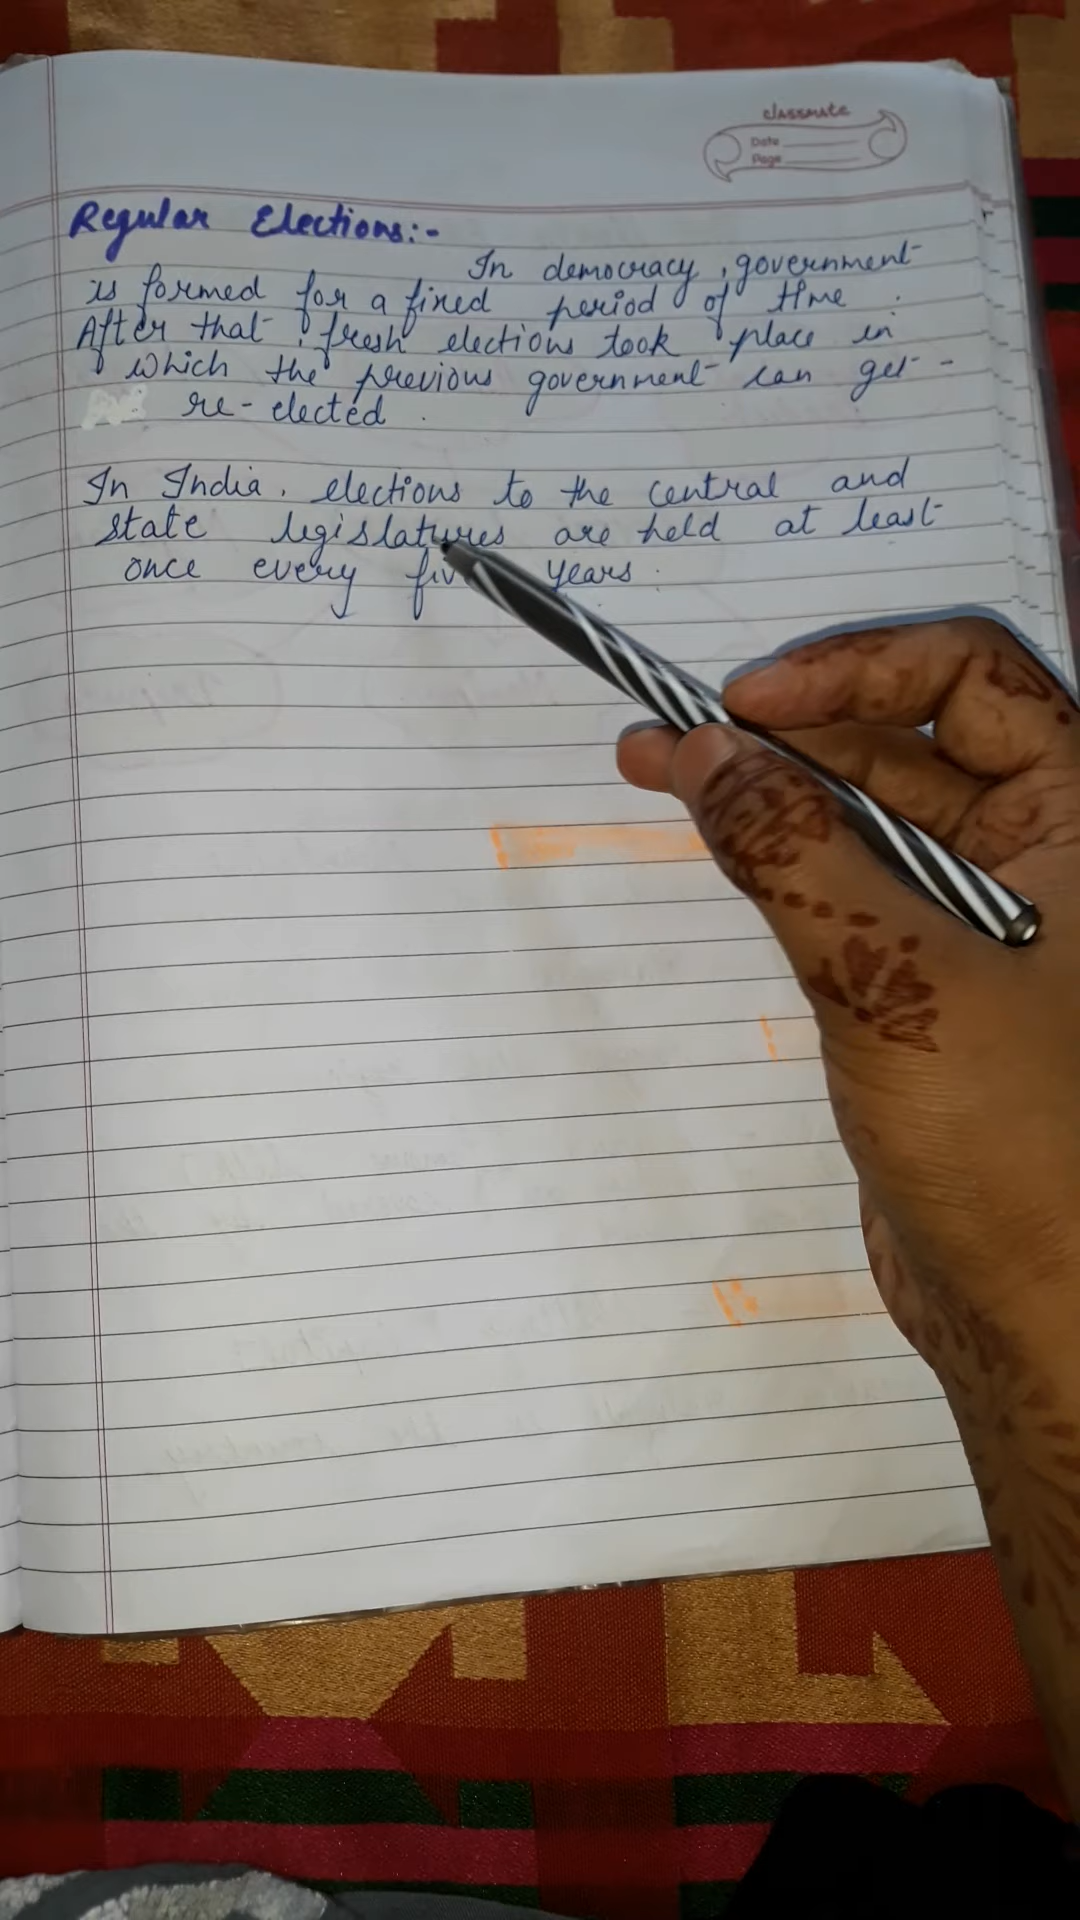 classmate
Date
Page
Regular Elections:-
In democracy, government
is formed for a fixed period of time.
After that, fresh elections took place in
which the previous government can get-
re-elected.
In India, elections to the central and
state legislatures are held at least
once every five years.